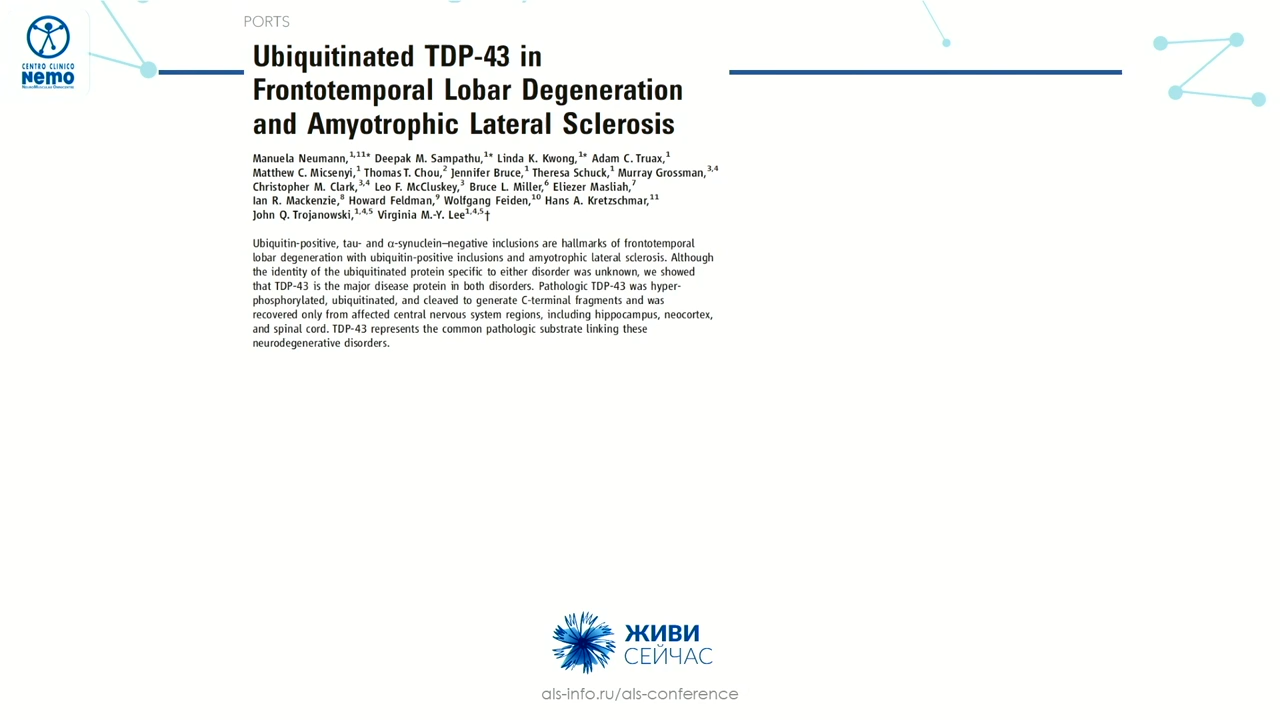 CENTRO CLINICO
NeMO
NeuroMuscular Omnicentre
PORTS
Ubiquitinated TDP-43 in
Frontotemporal Lobar Degeneration
and Amyotrophic Lateral Sclerosis
Manuela Neumann,1,11* Deepak M. Sampathu,1* Linda K. Kwong,1* Adam C. Truax,1
Matthew C. Micsenyi,1 Thomas T. Chou,2 Jennifer Bruce,1 Theresa Schuck,1 Murray Grossman,3,4
Christopher M. Clark,3,4 Leo F. McCluskey,3 Bruce L. Miller,6 Eliezer Masliah,7
Ian R. Mackenzie,8 Howard Feldman,9 Wolfgang Feiden,10 Hans A. Kretzschmar,11
John Q. Trojanowski,1,4,5 Virginia M.-Y. Lee1,4,5†
Ubiquitin-positive, tau- and α-synuclein–negative inclusions are hallmarks of frontotemporal
lobar degeneration with ubiquitin-positive inclusions and amyotrophic lateral sclerosis. Although
the identity of the ubiquitinated protein specific to either disorder was unknown, we showed
that TDP-43 is the major disease protein in both disorders. Pathologic TDP-43 was hyper-
phosphorylated, ubiquitinated, and cleaved to generate C-terminal fragments and was
recovered only from affected central nervous system regions, including hippocampus, neocortex,
and spinal cord. TDP-43 represents the common pathologic substrate linking these
neurodegenerative disorders.
ЖИВИ
СЕЙЧАС
als-info.ru/als-conference